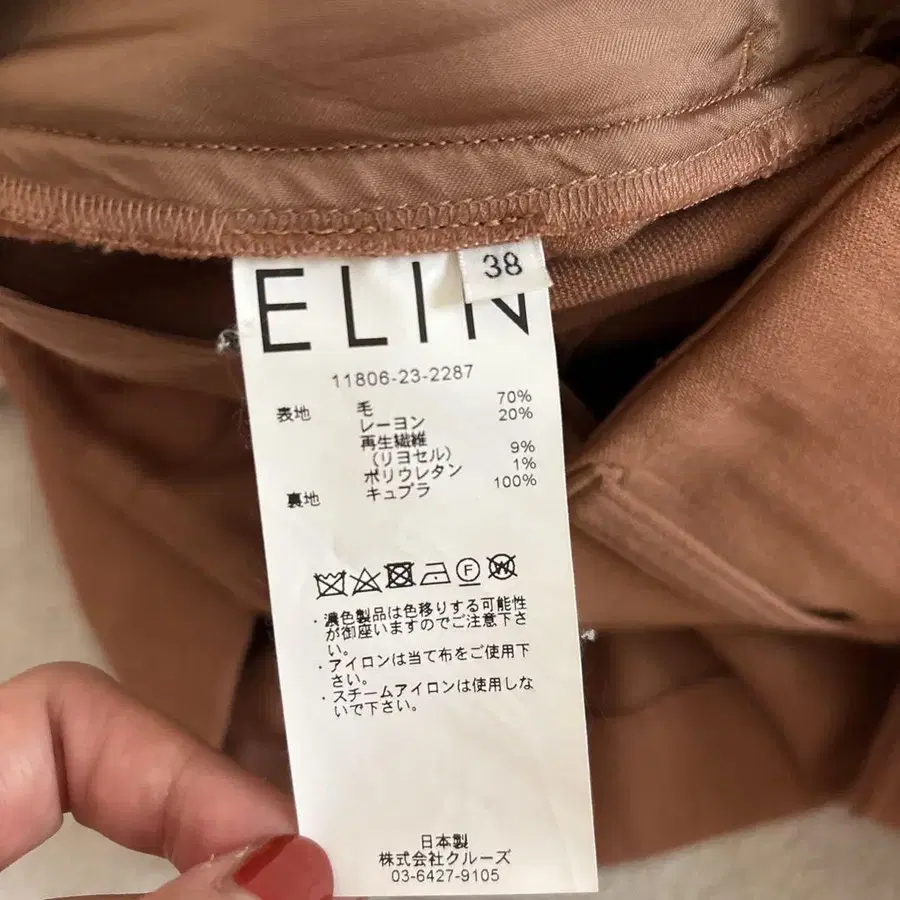 ELIN
38
11806-23-2287
表地 毛 70%
レーヨン 20%
再生繊維
(リヨセル) 9%
ポリウレタン 1%
裏地 キュプラ 100%
F
W
・濃色製品は色移りする可能性
が御座いますのでご注意下さ
い。
・アイロンは当て布をご使用下
さい。
・スチームアイロンは使用しな
いで下さい。
日本製
株式会社クルーズ
03-6427-9105